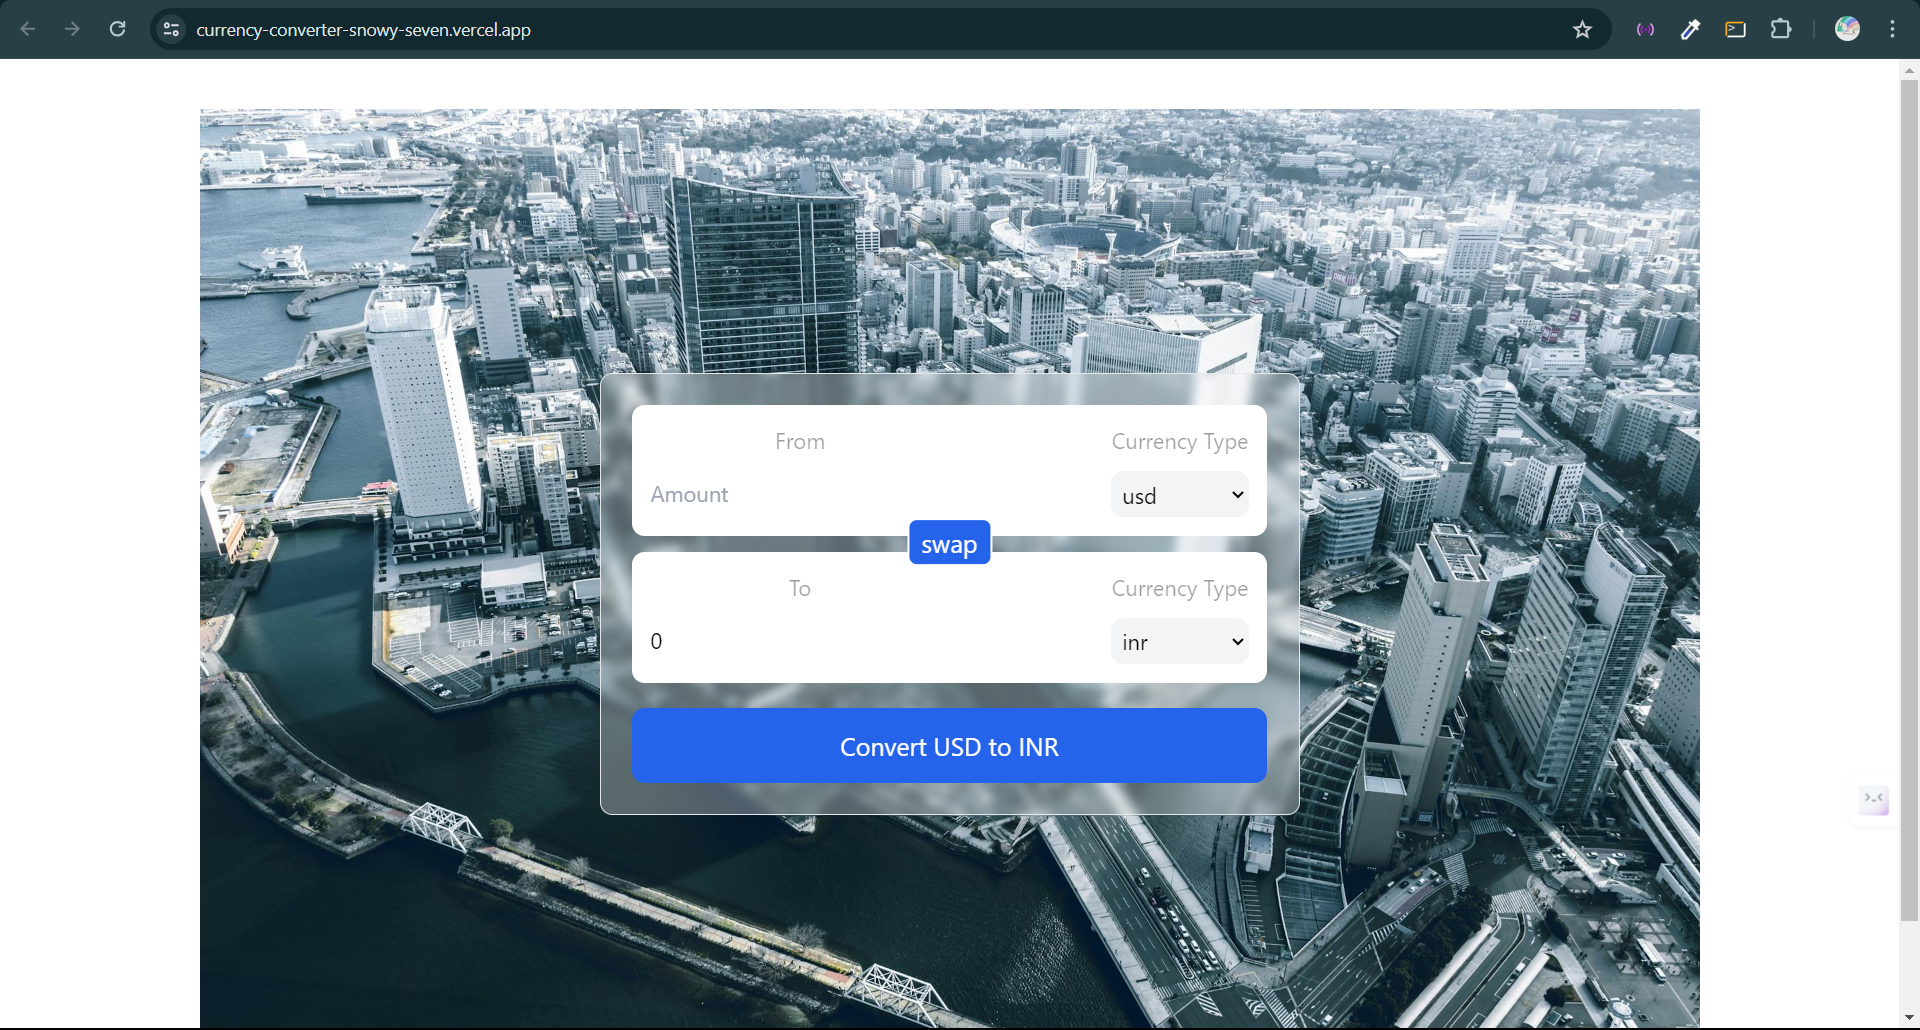 currency-converter-snowy-seven.vercel.app
From
Currency Type
Amount
usd
swap
To
Currency Type
0
inr
Convert USD to INR